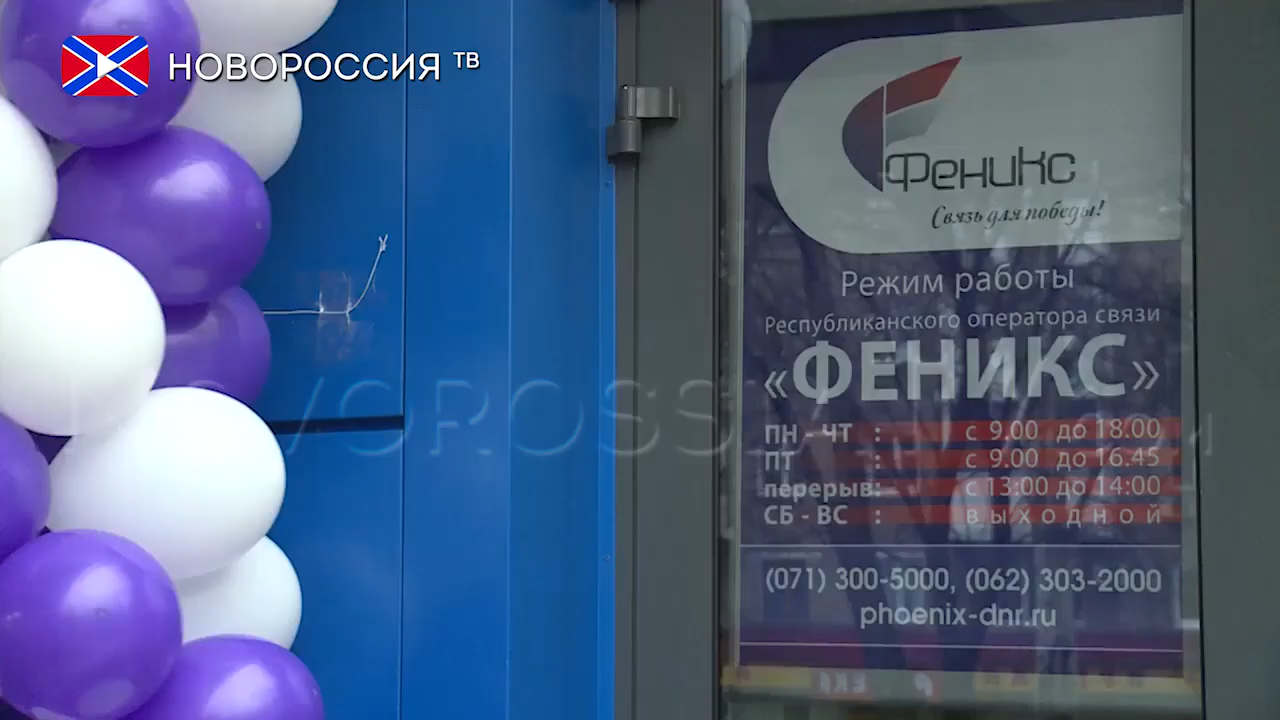 НОВОРОССИЯ ТВ
Феникс
Связь для победы!
Режим работы
Республиканского оператора связи
«ФЕНИКС»
ПН - ЧТ : с 9.00 до 18.00
ПТ : с 9.00 до 16.45
перерыв: с 13:00 до 14:00
СБ - ВС : выходной
(071) 300-5000, (062) 303-2000
phoenix-dnr.ru